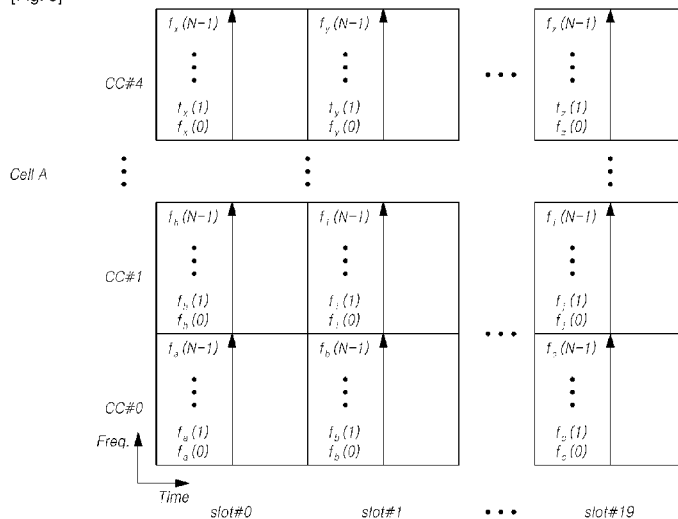 f_x(N-1) f_y(N-1) f_z(N-1)
CC#4
f_x(1) f_y(1) f_z(1)
f_x(0) f_y(0) f_z(0)
Cell A
f_h(N-1) f_i(N-1) f_j(N-1)
CC#1
f_h(1) f_i(1) f_j(1)
f_h(0) f_i(0) f_j(0)
f_a(N-1) f_b(N-1) f_c(N-1)
CC#0
f_a(1) f_b(1) f_c(1)
Freq. f_a(0) f_b(0) f_c(0)
Time
slot#0 slot#1 slot#19